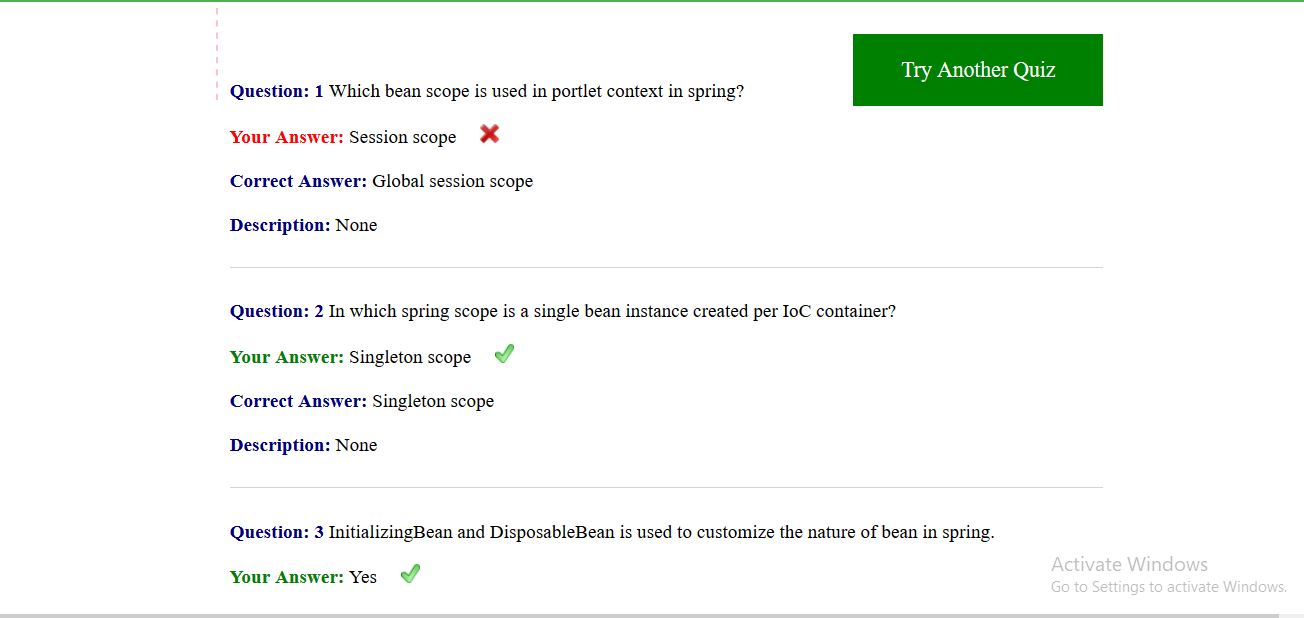 Try Another Quiz
Question: 1 Which bean scope is used in portlet context in spring?
Your Answer: Session scope
Correct Answer: Global session scope
Description: None
Question: 2 In which spring scope is a single bean instance created per IoC container?
Your Answer: Singleton scope
Correct Answer: Singleton scope
Description: None
Question: 3 InitializingBean and DisposableBean is used to customize the nature of bean in spring.
Your Answer: Yes
Activate Windows
Go to Settings to activate Windows.